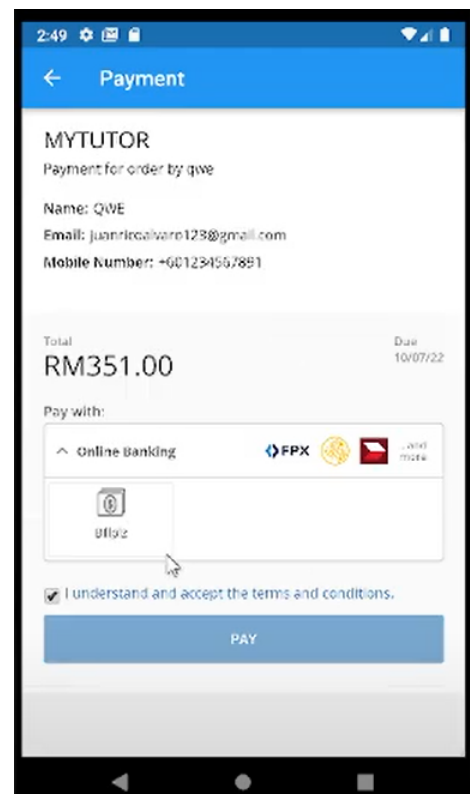 2:49
Payment
MYTUTOR
Payment for order by qwe
Name: QWE
Email: @gmail.com
Mobile Number: +601234567891
Total
RM351.00
Due
10/07/22
Pay with:
Online Banking
FPX
...and
more
I understand and accept the terms and conditions.
PAY